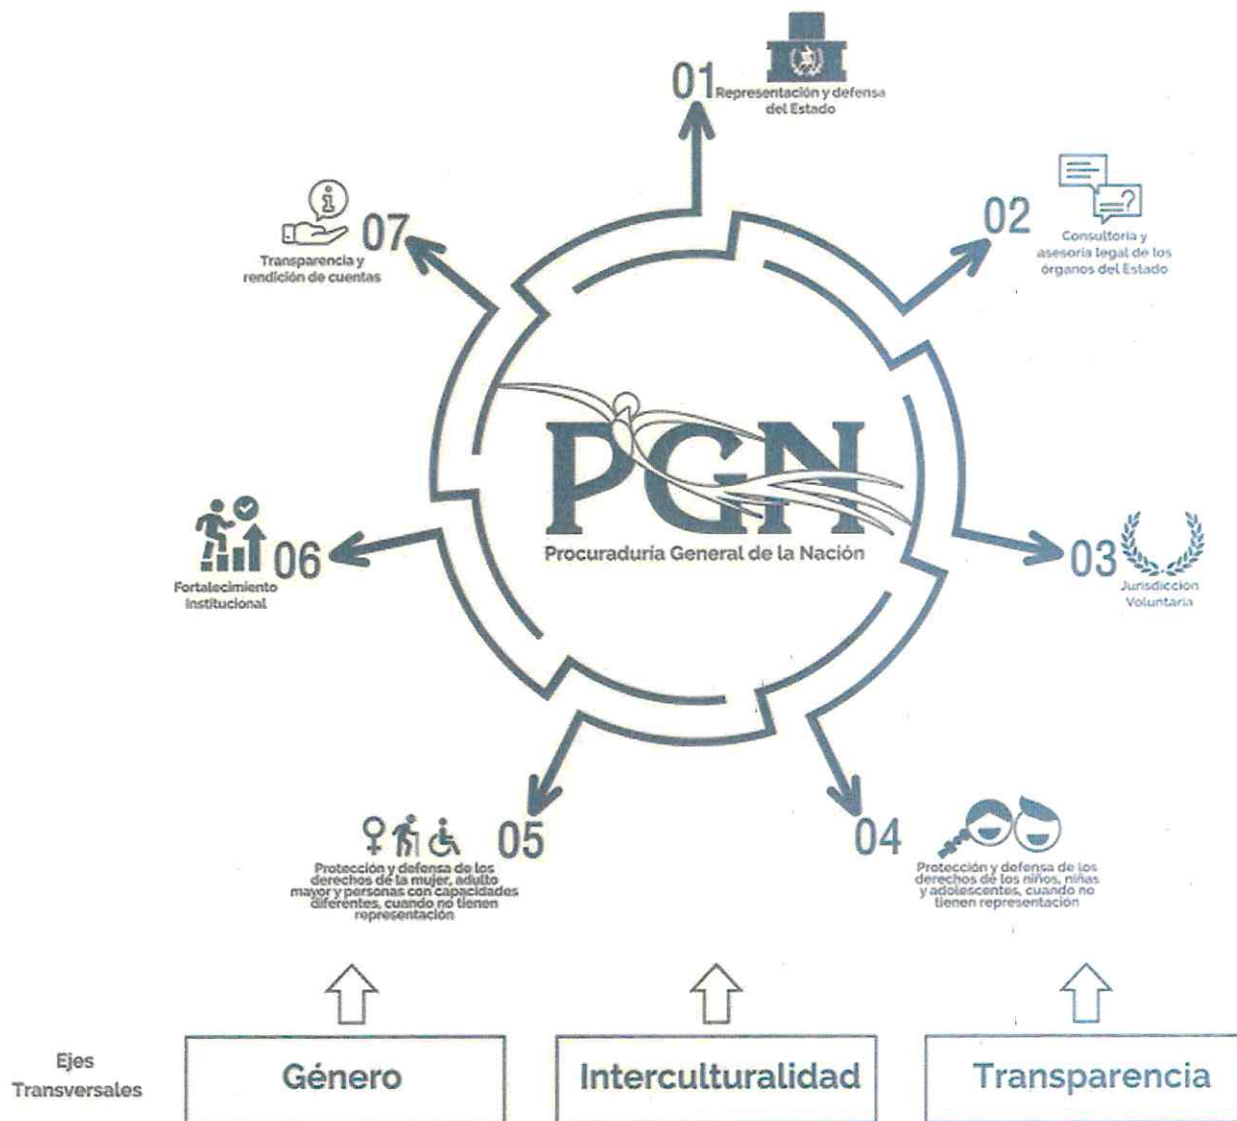 01
Representación y defensa
del Estado
02
Consultoría y
asesoría legal de los
órganos del Estado
03
Jurisdiccion
Voluntaria
04
Protección y defensa de los
derechos de los niños, niñas
y adolescentes, cuando no
tienen representación
05
Protección y defensa de los
derechos de la mujer, adulto
mayor y personas con capacidades
diferentes, cuando no tienen
representación
06
Fortalecimiento
Institucional
07
Transparencia y
rendición de cuentas
PGN
Procuraduría General de la Nación
Ejes
Transversales
Género
Interculturalidad
Transparencia